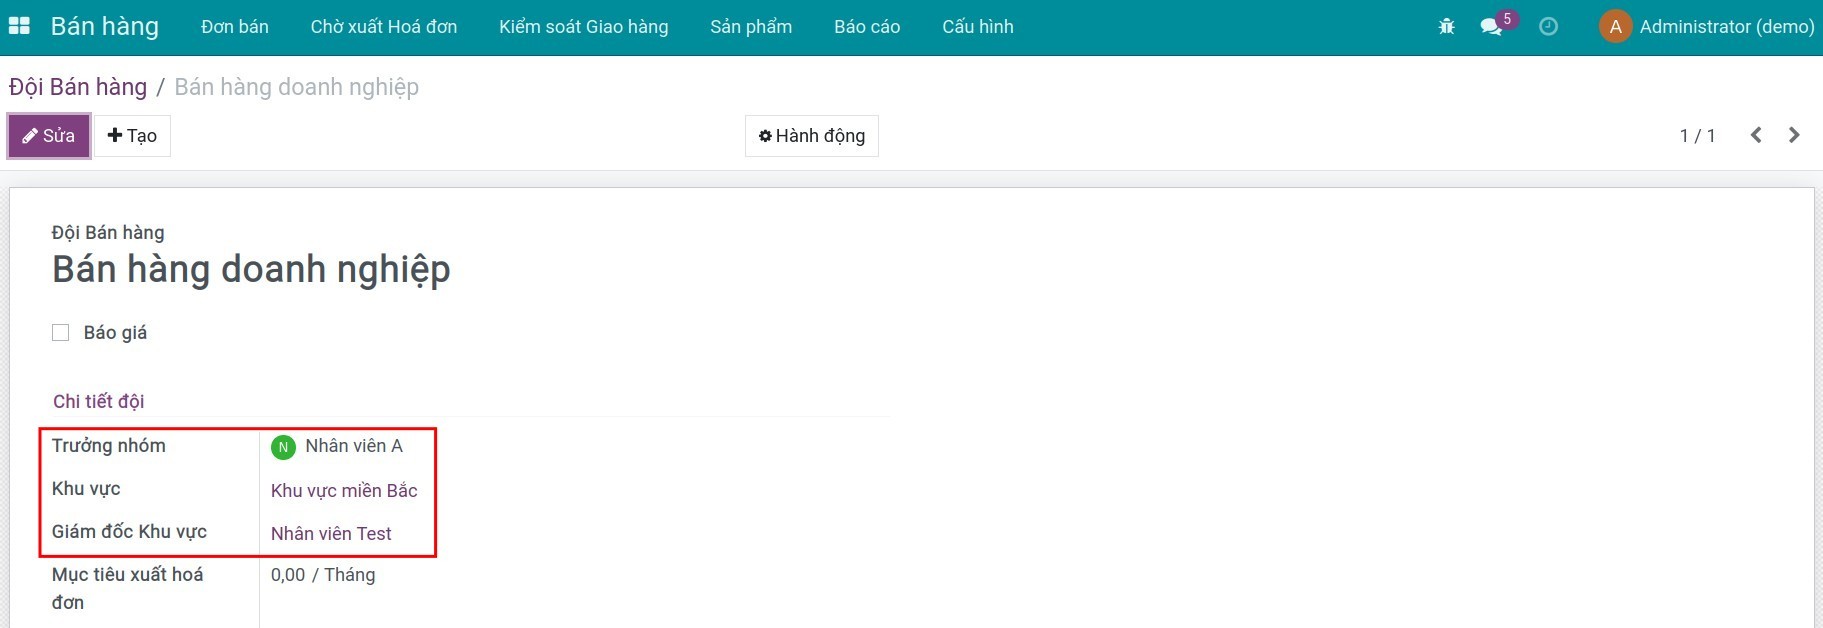 Bán hàng Đơn bán Chờ xuất Hoá đơn Kiểm soát Giao hàng Sản phẩm Báo cáo Cấu hình 5 A Administrator (demo)
Đội Bán hàng / Bán hàng doanh nghiệp
Sửa Tạo Hành động 1 / 1
Đội Bán hàng
Bán hàng doanh nghiệp
Báo giá
Chi tiết đội
Trưởng nhóm N Nhân viên A
Khu vực Khu vực miền Bắc
Giám đốc Khu vực Nhân viên Test
Mục tiêu xuất hoá 0,00 / Tháng
đơn